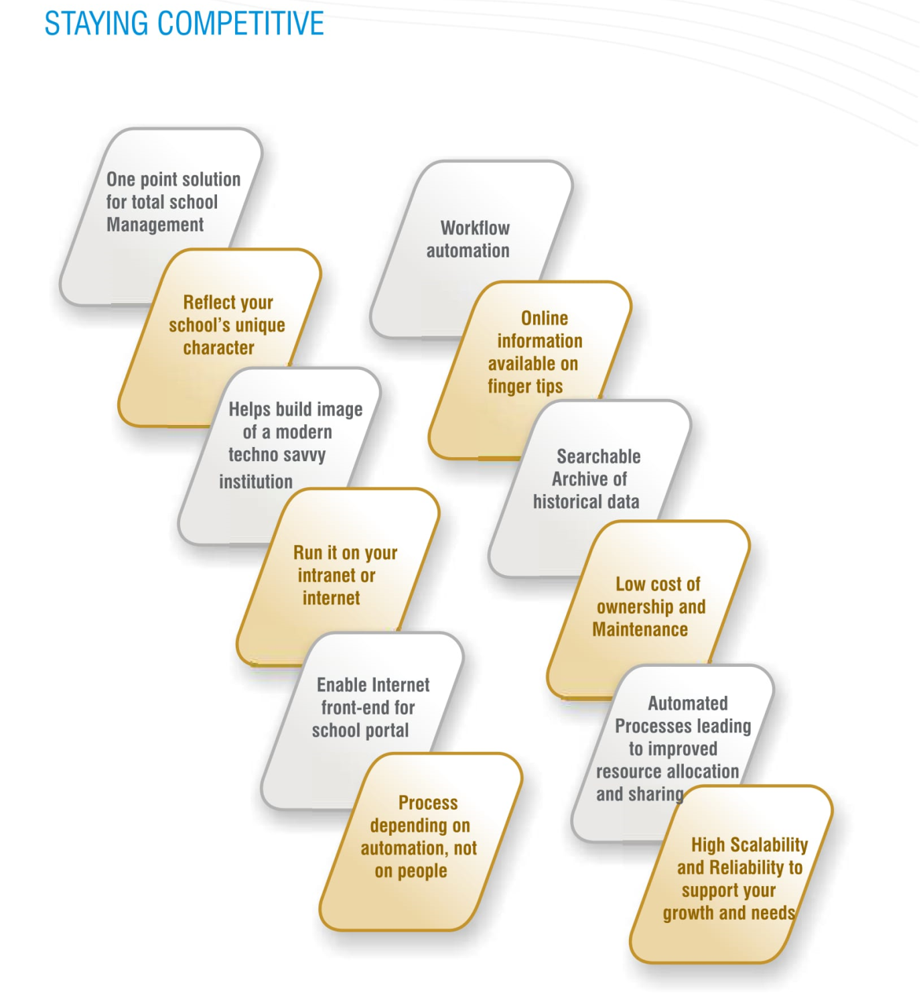 STAYING COMPETITIVE
One point solution
for total school
Management
Reflect your
school's unique
character
Helps build image
of a modern
techno savvy
institution
Run it on your
intranet or
internet
Enable Internet
front-end for
school portal
Process
depending on
automation, not
on people
Workflow
automation
Online
information
available on
finger tips
Searchable
Archive of
historical data
Low cost of
ownership and
Maintenance
Automated
Processes leading
to improved
resource allocation
and sharing
High Scalability
and Reliability to
support your
growth and needs